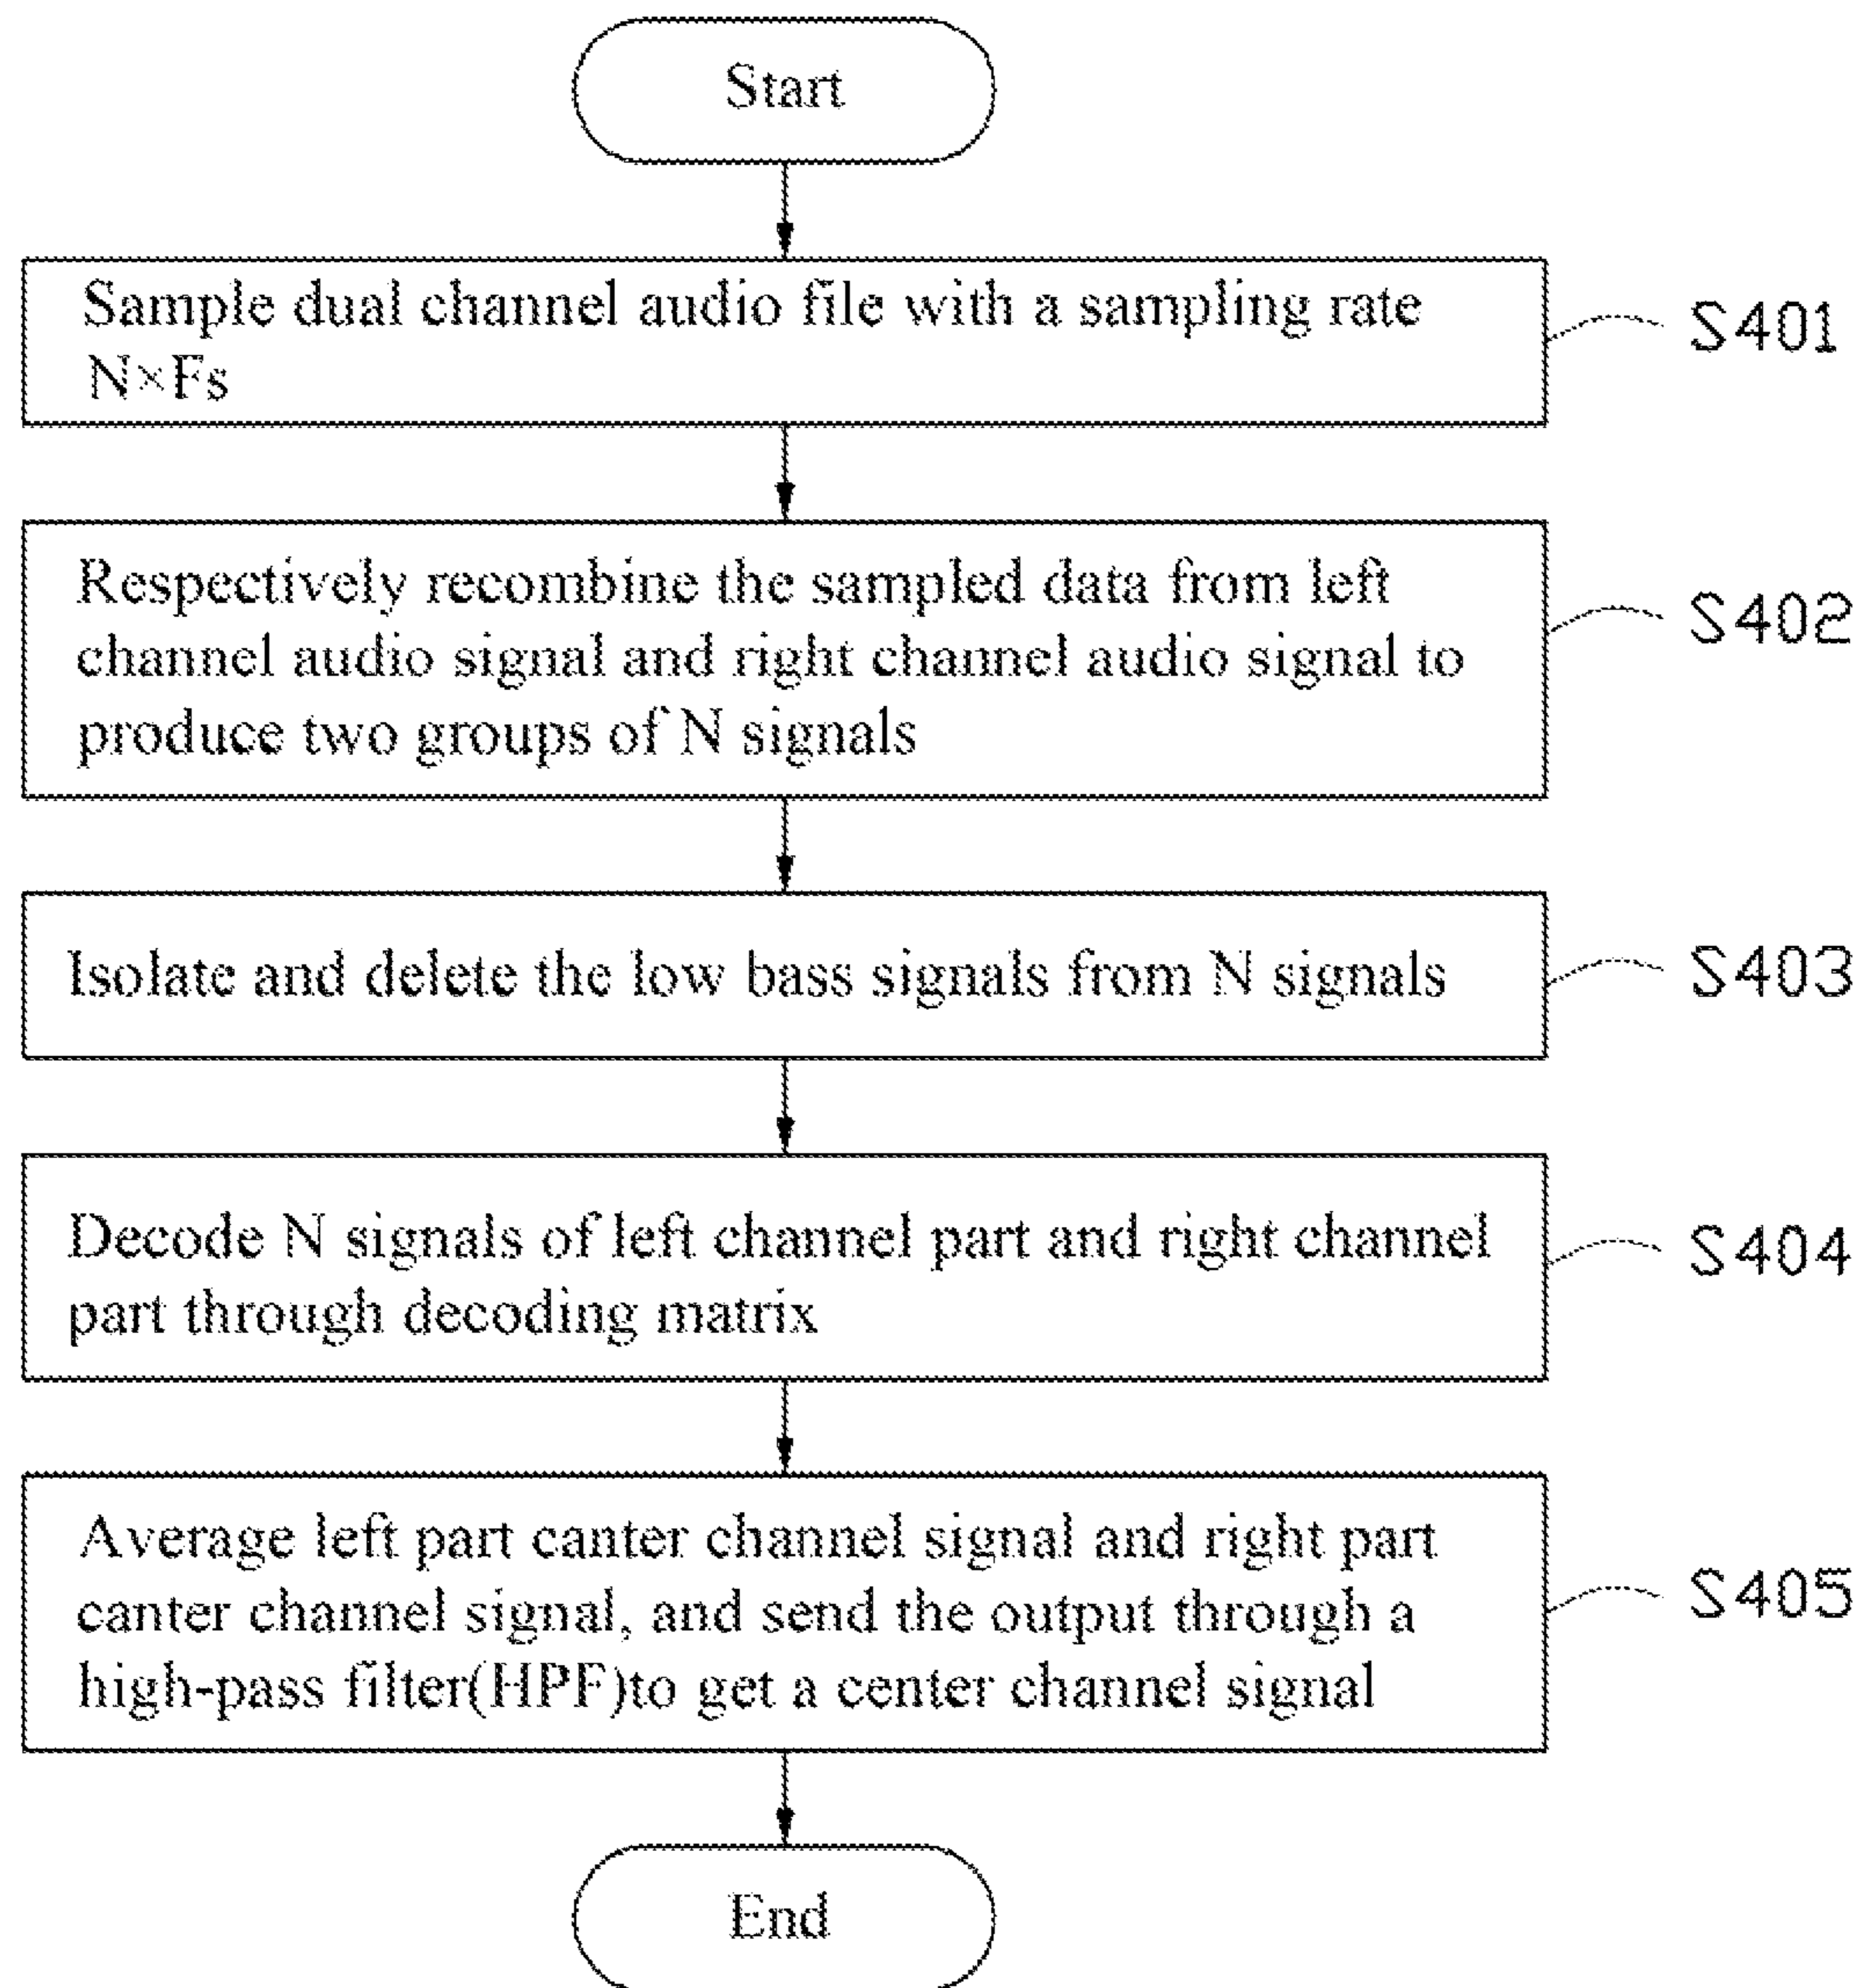 Start
Sample dual channel audio file with a sampling rate
N×Fs
S401
Respectively recombine the sampled data from left
channel audio signal and right channel audio signal to
produce two groups of N signals
S402
Isolate and delete the low bass signals from N signals
S403
Decode N signals of left channel part and right channel
part through decoding matrix
S404
Average left part canter channel signal and right part
canter channel signal, and send the output through a
high-pass filter(HPF)to get a center channel signal
S405
End